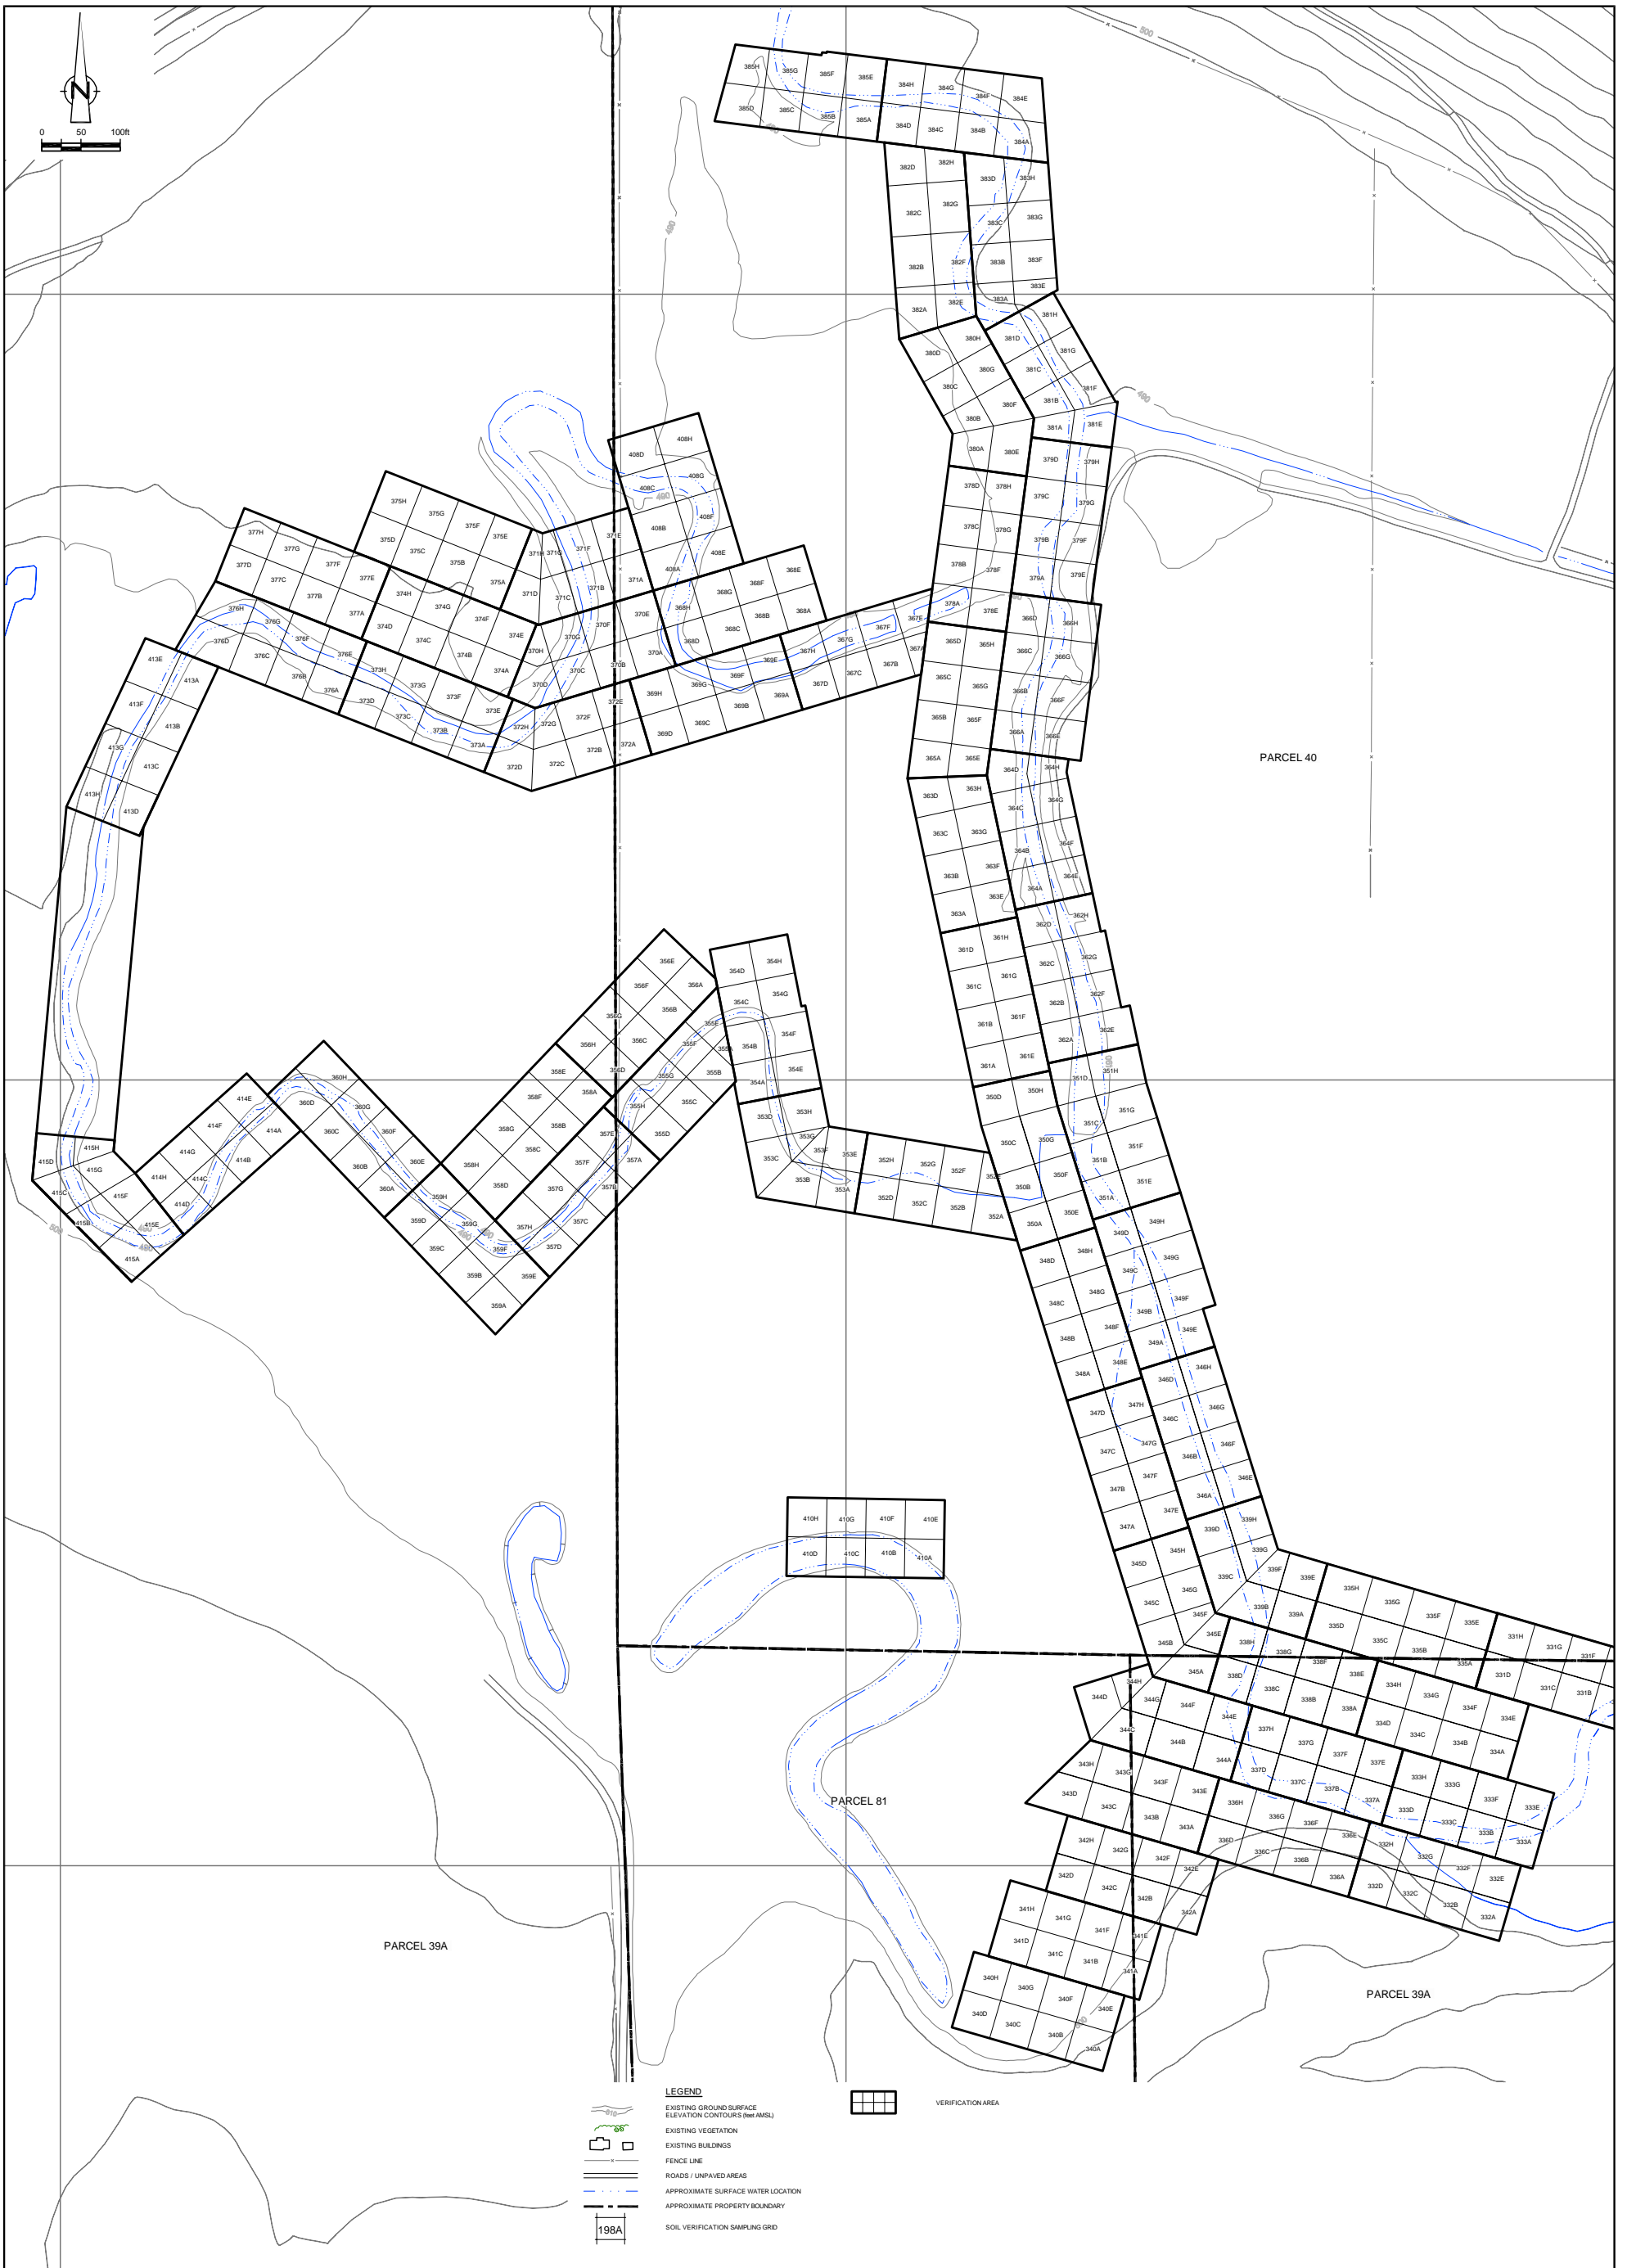 N
0 50 100ft
500
385H 385G 385F 385E
385D 385C 385B 385A
384H 384G 384F 384E
384D 384C 384B 384A
382D 382H
382C 382G
382B 382F
382A 382E
383D 383H
383C 383G
383B 383F
383A 383E
490
381H
381D 381G
381C 381F
381B
381A 381E
380D 380H
380C 380G
380B 380F
380A 380E
490
379D 379H
379C 379G
379B 379F
379A 379E
378D 378H
378C 378G
378B 378F
378A 378E
408D 408H
408C 408G
490
408B 408F
408A 408E
375H 375G 375F 375E
375D 375C 375B 375A
377H 377G 377F 377E
377D 377C 377B 377A
371H 371G 371F 371E
371D 371C 371B 371A
374H 374G 374F 374E
374D 374C 374B 374A
376H 376G 376F 376E
376D 376C 376B 376A
370H 370G 370F 370E
370D 370C 370B 370A
368H 368G 368F 368E
368D 368C 368B 368A
367H 367G 367F 367E
367D 367C 367B 367A
373H 373G 373F 373E
373D 373C 373B 373A
372H 372G 372F 372E
372D 372C 372B 372A
369H 369G 369F 369E
369D 369C 369B 369A
366D 366H
366C 366G
366B 366F
366A 366E
365D 365H
365C 365G
365B 365F
365A 365E
413E 413A
413F 413B
413G 413C
413H 413D
PARCEL 40
364D 364H
364C 364G
364B 364F
364A 364E
363D 363H
363C 363G
363B 363F
363A 363E
362D 362H
362C 362G
362B 362F
362A 362E
361D 361H
361C 361G
361B 361F
361A 361E
356E 356A
356F 356B
356G 356C
356H 356D
355E 355A
355F 355B
355G 355C
355H 355D
354D 354H
354C 354G
354B 354F
354A 354E
353D 353H
353C 353G 353F 353E
353B 353A
352H 352G 352F 352E
352D 352C 352B 352A
351D 351H
351C 351G
351B 351F
351A 351E
350D 350H
350C 350G
350B 350F
350A 350E
358E 358A
358F 358B
358G 358C
358H 358D
357E 357A
357F 357B
357G 357C
357H 357D
360H 360D
360G 360C
360F 360B
360E 360A
359H 359D
359G 359C
359F 359B
359E 359A
490
414E 414A
414F 414B
414G 414C
414H 414D
415D 415H
415C 415G
415B 415F
415A 415E
490
500
349D 349H
349C 349G
349B 349F
349A 349E
348D 348H
348C 348G
348B 348F
348A 348E
347D 347H
347C 347G
347B 347F
347A 347E
346D 346H
346C 346G
346B 346F
346A 346E
345D 345H
345C 345G
345B 345F
345A 345E
410H 410G 410F 410E
410D 410C 410B 410A
339D 339H
339C 339G
339B 339F
339A 339E
335H 335G 335F 335E
335D 335C 335B 335A
331H 331G 331F
331D 331C 331B
338H 338G 338F 338E
338D 338C 338B 338A
334H 334G 334F 334E
334D 334C 334B 334A
344D 344H 344G 344F 344E
344C 344B 344A
337H 337G 337F 337E
337D 337C 337B 337A
333H 333G 333F 333E
333D 333C 333B 333A
343H 343G 343F 343E
343D 343C 343B 343A
336H 336G 336F 336E
336D 336C 336B 336A
332H 332G 332F 332E
332D 332C 332B 332A
342H 342G 342F 342E
342D 342C 342B 342A
341H 341G 341F 341E
341D 341C 341B 341A
340H 340G 340F 340E
340D 340C 340B 340A
PARCEL 81
PARCEL 39A
PARCEL 39A
LEGEND
610 EXISTING GROUND SURFACE
ELEVATION CONTOURS (feet AMSL)
EXISTING VEGETATION
EXISTING BUILDINGS
FENCE LINE
ROADS / UNPAVED AREAS
APPROXIMATE SURFACE WATER LOCATION
APPROXIMATE PROPERTY BOUNDARY
198A SOIL VERIFICATION SAMPLING GRID
VERIFICATION AREA